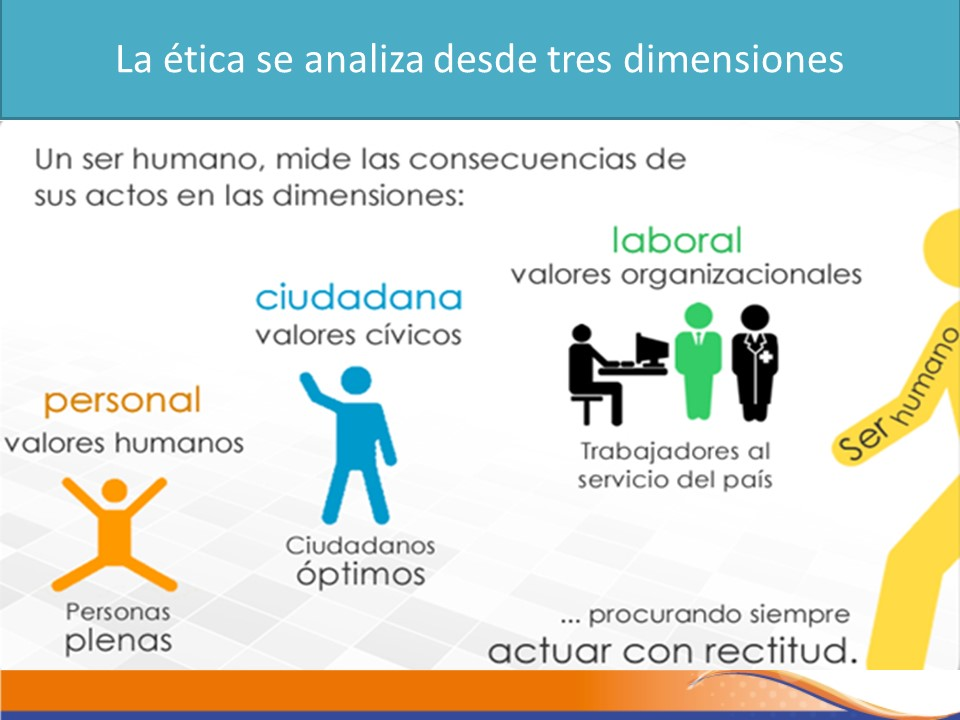 La ética se analiza desde tres dimensiones
Un ser humano, mide las consecuencias de
sus actos en las dimensiones:
laboral
valores organizacionales
ciudadana
valores cívicos
personal
valores humanos
Trabajadores al
servicio del país
Ser humano
Ciudadanos
óptimos
Personas
plenas
... procurando siempre
actuar con rectitud.